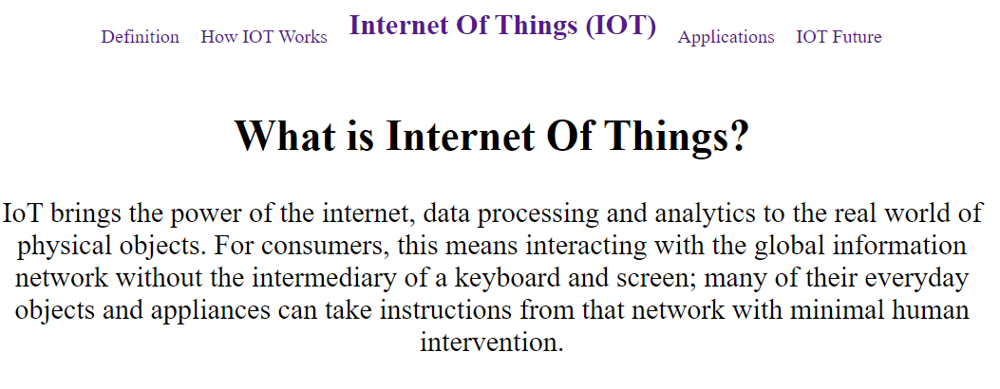 Definition How IOT Works Internet Of Things (IOT) Applications IOT Future
What is Internet Of Things?
IoT brings the power of the internet, data processing and analytics to the real world of
physical objects. For consumers, this means interacting with the global information
network without the intermediary of a keyboard and screen; many of their everyday
objects and appliances can take instructions from that network with minimal human
intervention.